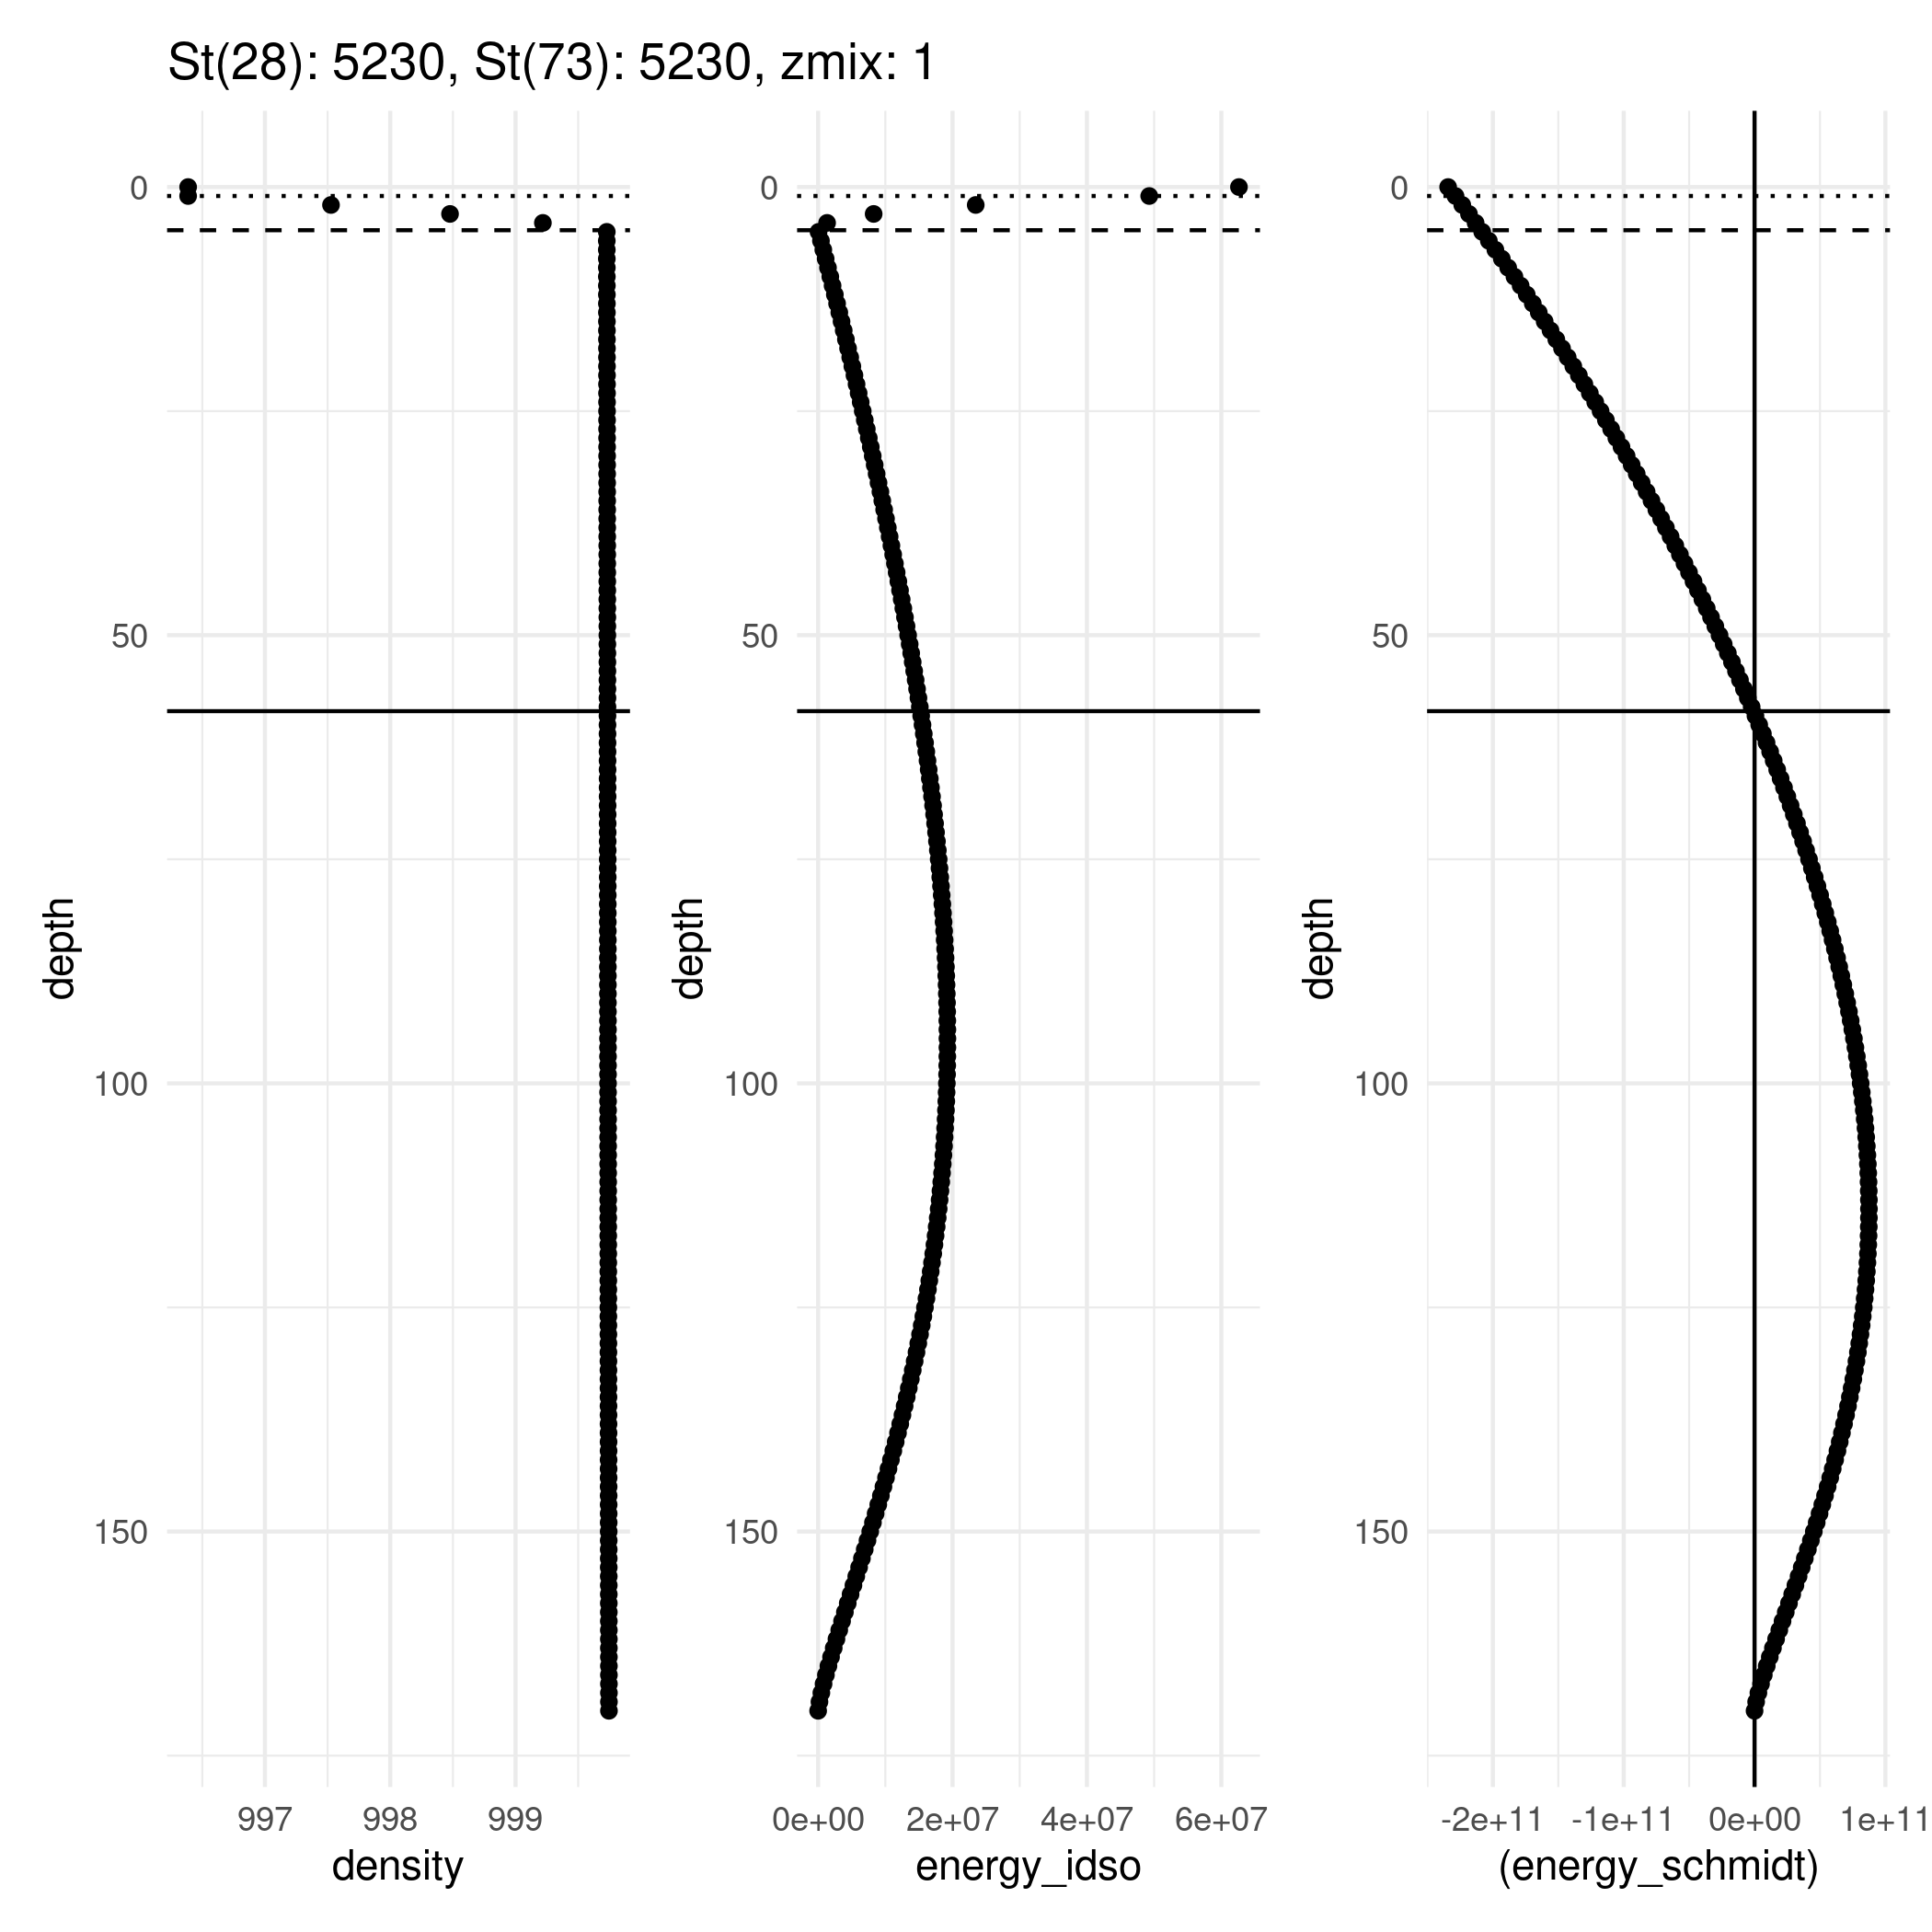 St(28): 5230, St(73): 5230, zmix: 1
depth
0
50
100
150
997 998 999
density
depth
0
50
100
150
0e+00 2e+07 4e+07 6e+07
energy_idso
depth
0
50
100
150
-2e+11 -1e+11 0e+00 1e+11
(energy_schmidt)